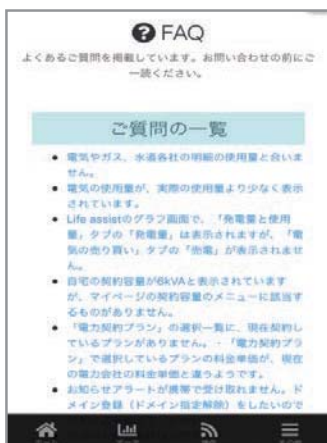 ? FAQ
よくあるご質問を掲載しています。お問い合わせの前にご
一読ください。
ご質問の一覧
● 電気やガス、水道各社の明細の使用量と合いま
せん。
● 電気の使用量が、実際の使用量より少なく表示
されています。
● Life assistのグラフ画面で、「発電量と使用
量」タブの「発電量」は表示されますが、「電
気の売り買い」タブの「売電」が表示されませ
ん。
● 自宅の契約容量が6kVAと表示されています
が、マイページの契約容量のメニューに該当す
るものがありません。
● 「電力契約プラン」の選択一覧に、現在契約し
ているプランがありません。・「電力契約プラ
ン」で選択しているプランの料金単価が、現在
の電力会社の料金単価と違うようです。
● お知らせアラートが携帯で受け取れません。ド
メイン登録（ドメイン指定解除）をしたいので